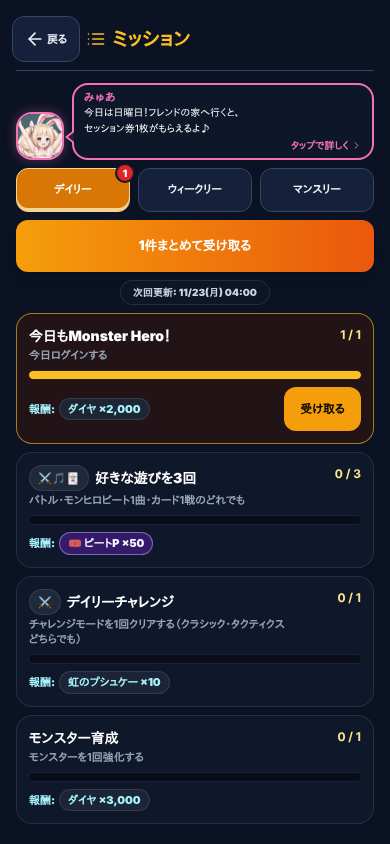 戻る
ミッション
みゅあ
今日は日曜日!フレンドの家へ行くと、
セッション券1枚がもらえるよ♪
タップで詳しく
デイリー
1
ウィークリー
マンスリー
1件まとめて受け取る
次回更新: 11/23(月) 04:00
今日もMonster Hero!
1 / 1
今日ログインする
報酬: ダイヤ ×2,000
受け取る
好きな遊びを3回
0 / 3
バトル・モンヒロビート1曲・カード1戦のどれでも
報酬: ビートP ×50
デイリーチャレンジ
0 / 1
チャレンジモードを1回クリアする(クラシック・タクティクス
どちらでも)
報酬: 虹のプシュケー ×10
モンスター育成
0 / 1
モンスターを1回強化する
報酬: ダイヤ ×3,000